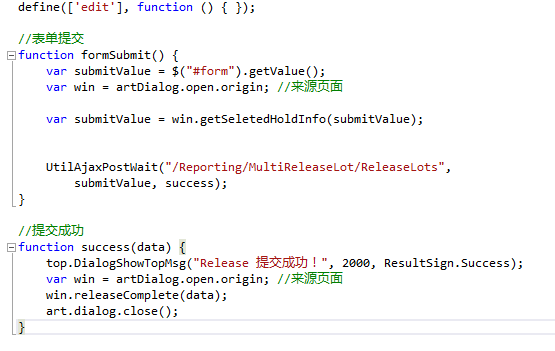 define(['edit'], function () { });
//表单提交
function formSubmit() {
var submitValue = $("#form").getValue();
var win = artDialog.open.origin; //来源页面
var submitValue = win.getSeletedHoldInfo(submitValue);
UtilAjaxPostWait("/Reporting/MultiReleaseLot/ReleaseLots",
submitValue, success);
}
//提交成功
function success(data) {
top.DialogShowTopMsg("Release 提交成功！", 2000, ResultSign.Success);
var win = artDialog.open.origin; //来源页面
win.releaseComplete(data);
art.dialog.close();
}